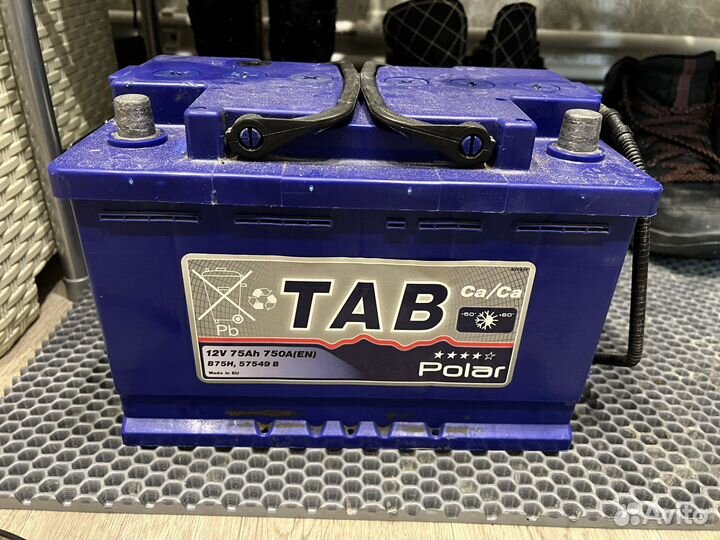 TAB
Ca/Ca
-50° +60°
Pb
12V 75Ah 750A(EN)
B75H, 57549 B
Made in EU
Polar
Avito